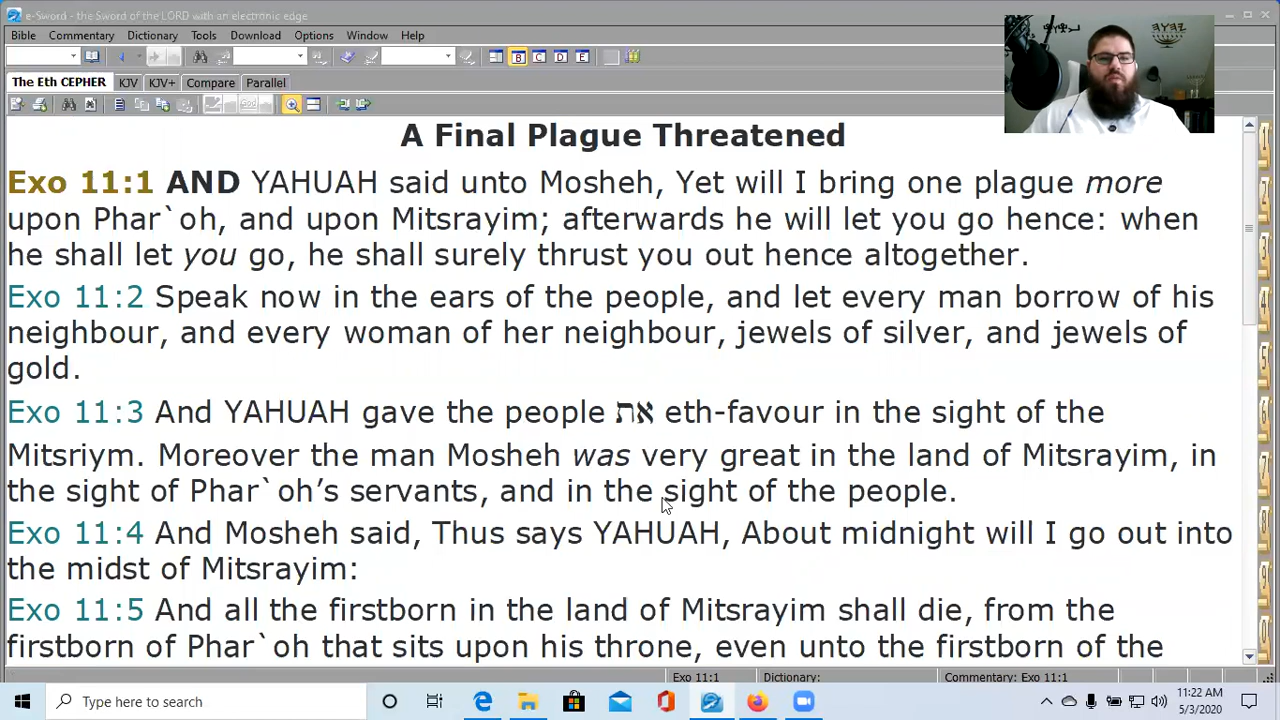 e-Sword - the Sword of the LORD with an electronic edge
Bible Commentary Dictionary Tools Download Options Window Help
B C D E
The Eth CEPHER KJV KJV+ Compare Parallel
A Final Plague Threatened
Exo 11:1 AND YAHUAH said unto Mosheh, Yet will I bring one plague more
upon Phar`oh, and upon Mitsrayim; afterwards he will let you go hence: when
he shall let you go, he shall surely thrust you out hence altogether.
Exo 11:2 Speak now in the ears of the people, and let every man borrow of his
neighbour, and every woman of her neighbour, jewels of silver, and jewels of
gold.
Exo 11:3 And YAHUAH gave the people את eth-favour in the sight of the
Mitsriym. Moreover the man Mosheh was very great in the land of Mitsrayim, in
the sight of Phar`oh’s servants, and in the sight of the people.
Exo 11:4 And Mosheh said, Thus says YAHUAH, About midnight will I go out into
the midst of Mitsrayim:
Exo 11:5 And all the firstborn in the land of Mitsrayim shall die, from the
firstborn of Phar`oh that sits upon his throne, even unto the firstborn of the
Exo 11:1 Dictionary: Commentary: Exo 11:1
Type here to search
11:22 AM
5/3/2020